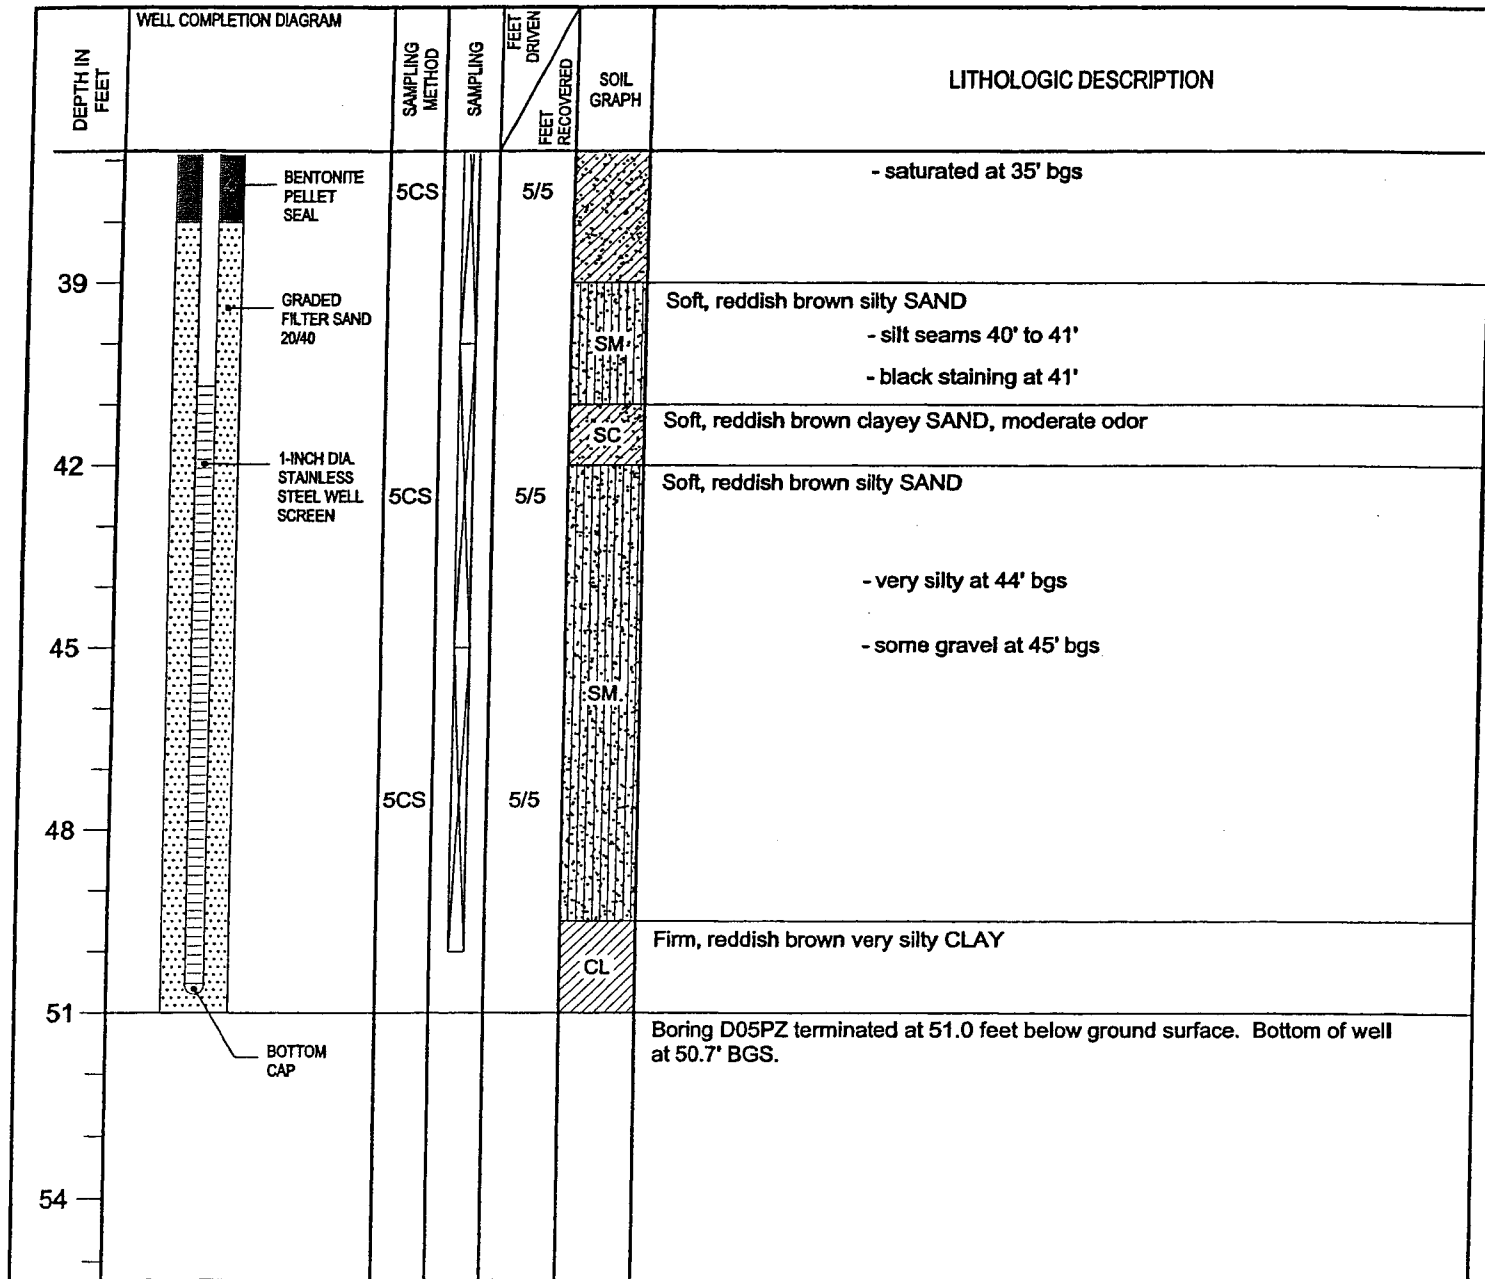 WELL COMPLETION DIAGRAM
DEPTH IN
FEET
SAMPLING
METHOD
SAMPLING
FEET
DRIVEN
FEET
RECOVERED
SOIL
GRAPH
LITHOLOGIC DESCRIPTION
BENTONITE
PELLET
SEAL
5CS
5/5
- saturated at 35' bgs
39
GRADED
FILTER SAND
20/40
SM
Soft, reddish brown silty SAND
- silt seams 40' to 41'
- black staining at 41'
SC
Soft, reddish brown clayey SAND, moderate odor
42
1-INCH DIA.
STAINLESS
STEEL WELL
SCREEN
5CS
5/5
Soft, reddish brown silty SAND
- very silty at 44' bgs
45
- some gravel at 45' bgs
SM
5CS
5/5
48
Firm, reddish brown very silty CLAY
CL
51
BOTTOM
CAP
Boring D05PZ terminated at 51.0 feet below ground surface. Bottom of well
at 50.7' BGS.
54